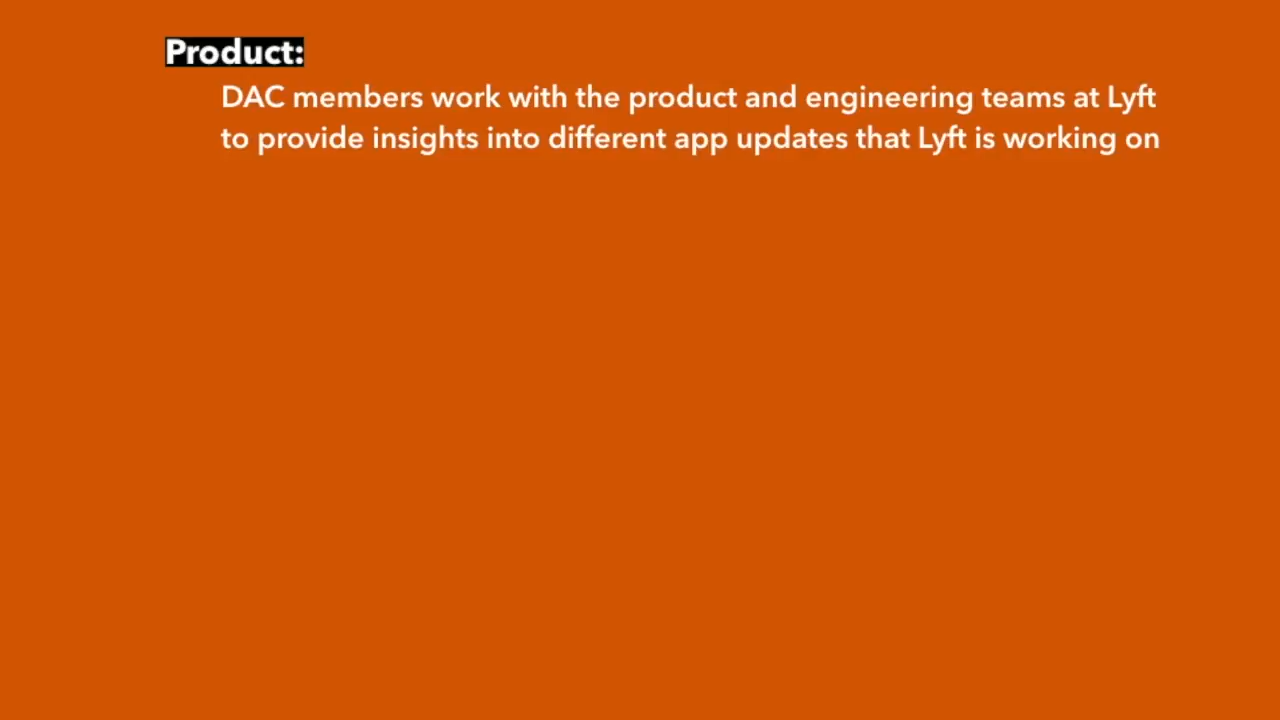 Product:
DAC members work with the product and engineering teams at Lyft
to provide insights into different app updates that Lyft is working on